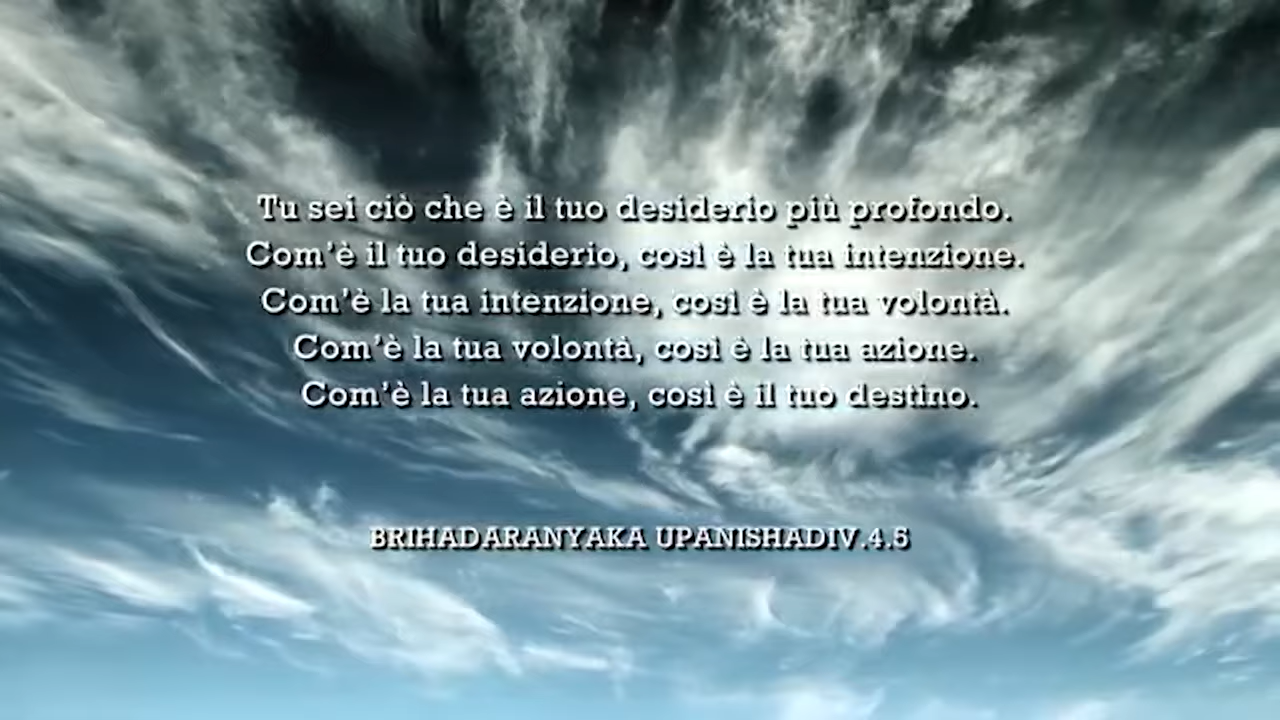 Tu sei ciò che è il tuo desiderio più profondo.
Com'è il tuo desiderio, così è la tua intenzione.
Com'è la tua intenzione, così è la tua volontà.
Com'è la tua volontà, così è la tua azione.
Com'è la tua azione, così è il tuo destino.
BRIHADARANYAKA UPANISHADIV.4.5